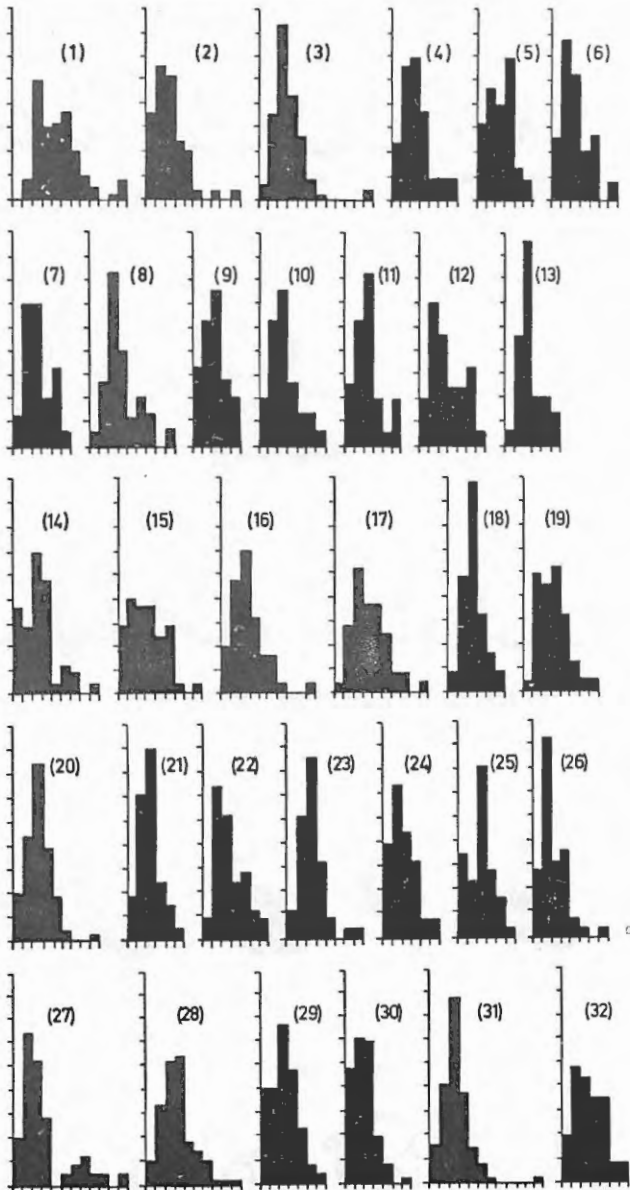 (1) (2) (3) (4) (5) (6)
(7) (8) (9) (10) (11) (12) (13)
(14) (15) (16) (17) (18) (19)
(20) (21) (22) (23) (24) (25) (26)
(27) (28) (29) (30) (31) (32)